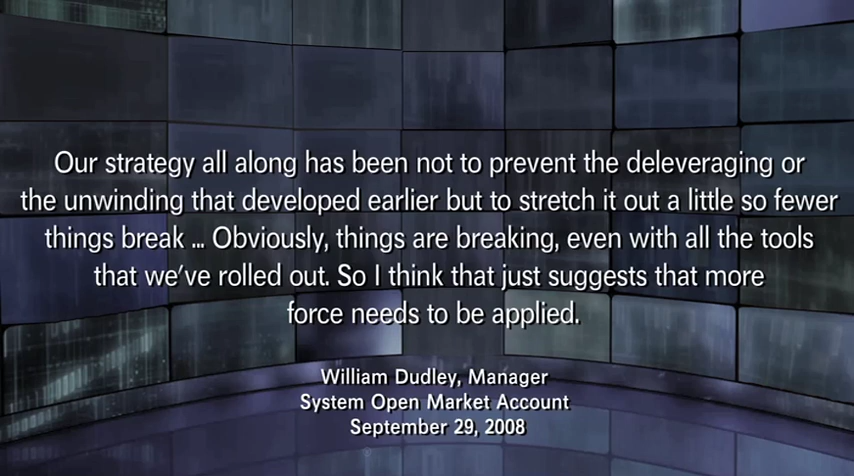 Our strategy all along has been not to prevent the deleveraging or
the unwinding that developed earlier but to stretch it out a little so fewer
things break ... Obviously, things are breaking, even with all the tools
that we've rolled out. So I think that just suggests that more
force needs to be applied.
William Dudley, Manager
System Open Market Account
September 29, 2008